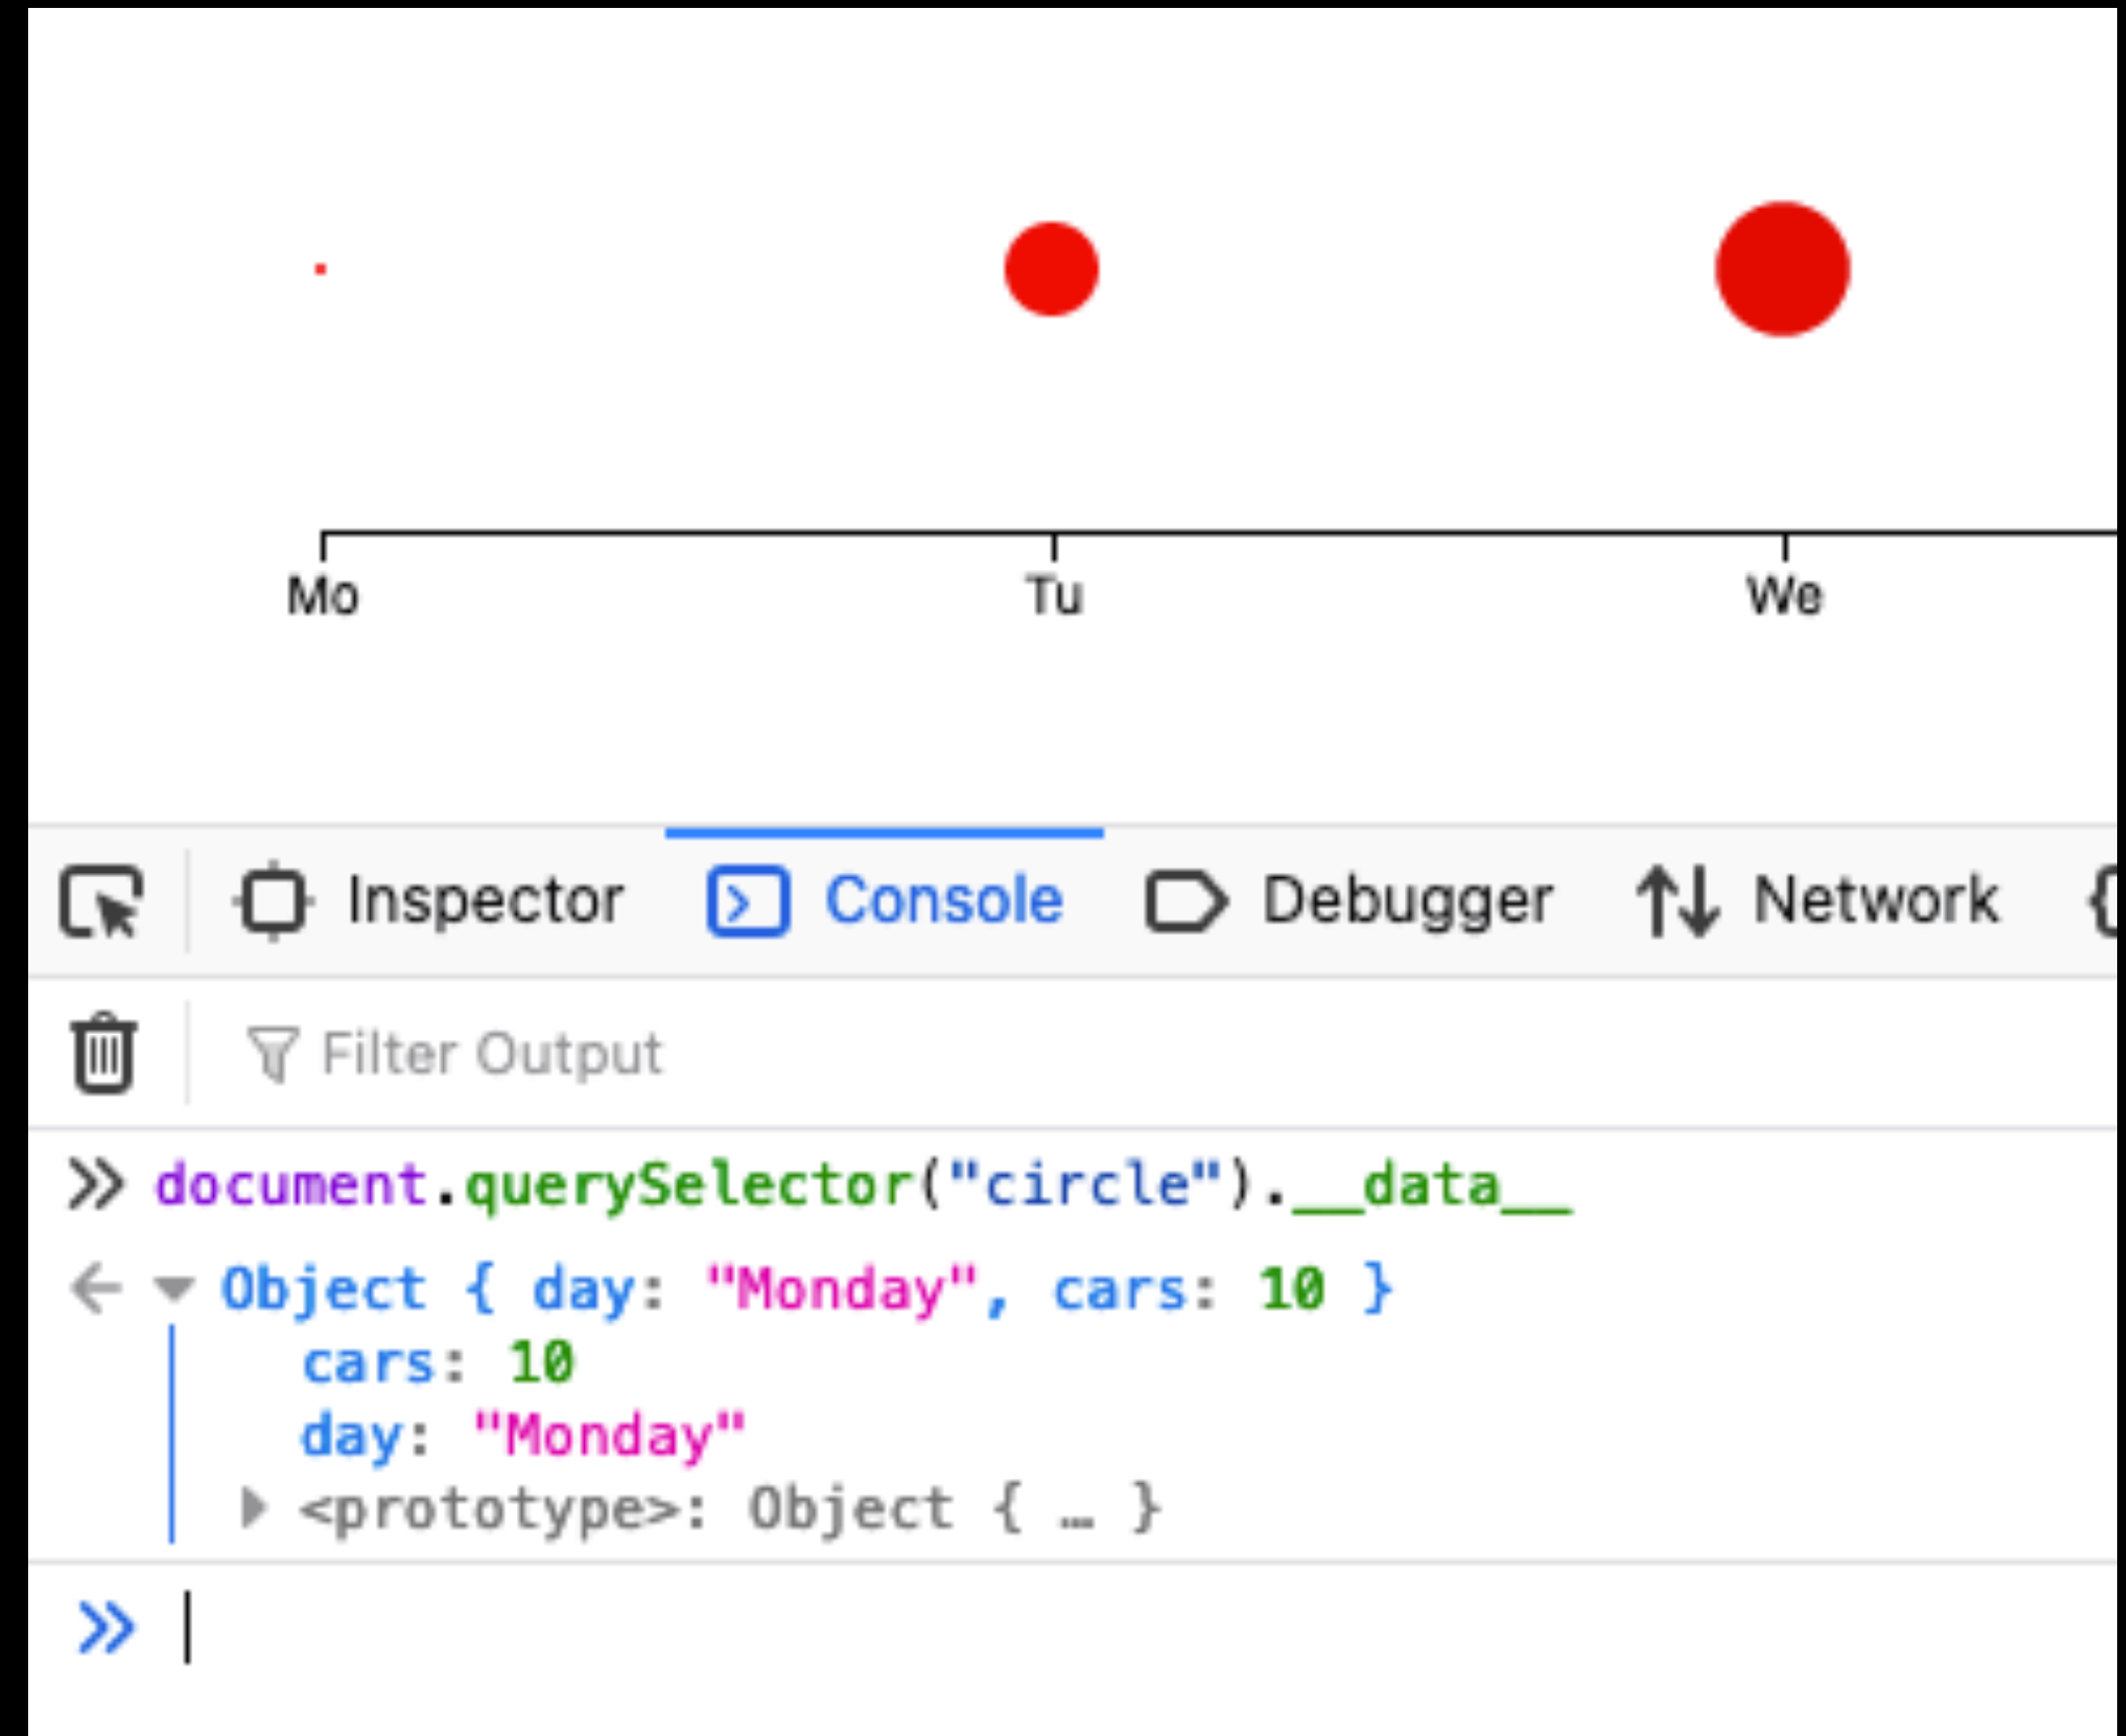 Mo Tu We
Inspector Console Debugger Network
Filter Output
document.querySelector("circle").__data__
Object { day: "Monday", cars: 10 }
cars: 10
day: "Monday"
<prototype>: Object { … }